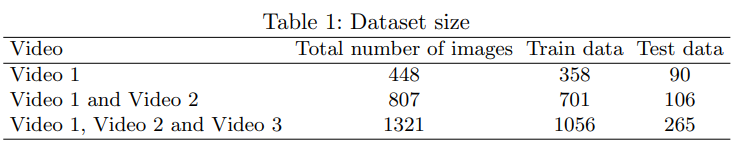 Table 1: Dataset size
Video Total number of images Train data Test data
Video 1 448 358 90
Video 1 and Video 2 807 701 106
Video 1, Video 2 and Video 3 1321 1056 265